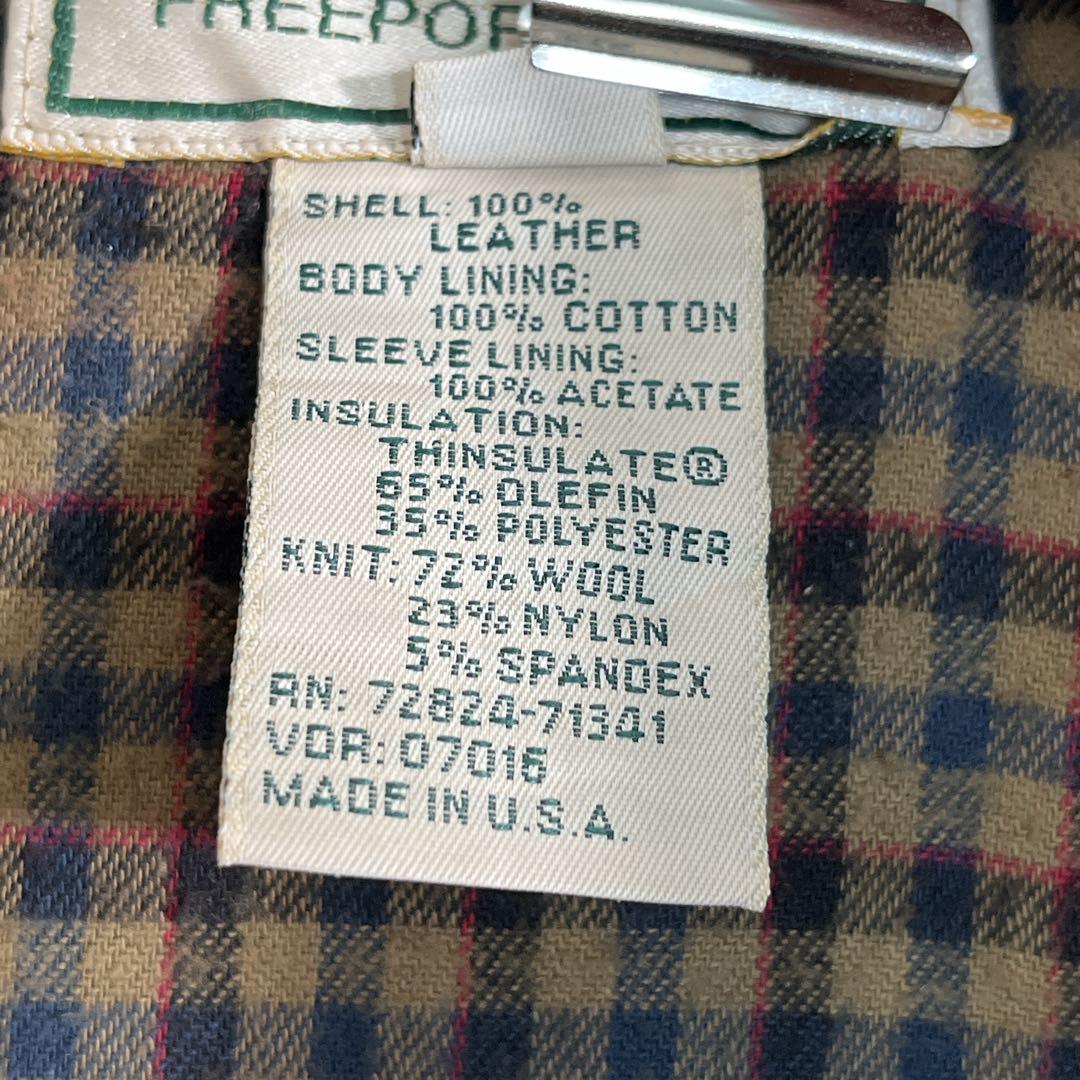 FREEPOR
SHELL: 100%
LEATHER
BODY LINING:
100% COTTON
SLEEVE LINING:
100% ACETATE
INSULATION:
THINSULATE®
65% OLEFIN
35% POLYESTER
KNIT: 72% WOOL
23% NYLON
5% SPANDEX
RN: 72824-71341
VDR: 07016
MADE IN U.S.A.